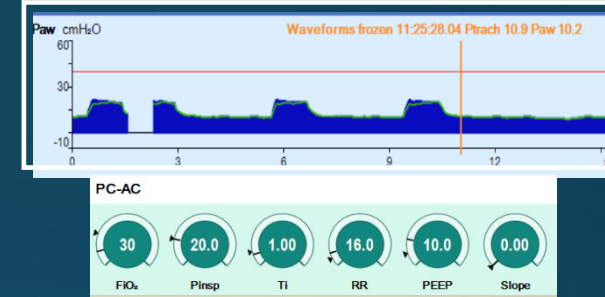 Paw cmH₂O Waveforms frozen 11:25:28.04 Ptrach 10.9 Paw 10.2
60
30
-10
0 3 6 9 12
PC-AC
30 20.0 1.00 16.0 10.0 0.00
FiO₂ Pinsp Ti RR PEEP Slope